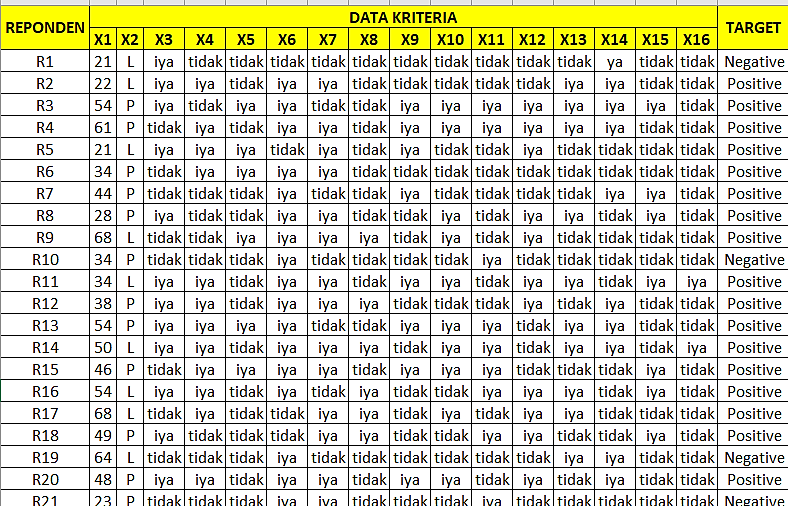 REPONDEN DATA KRITERIA TARGET
X1 X2 X3 X4 X5 X6 X7 X8 X9 X10 X11 X12 X13 X14 X15 X16
R1 21 L iya tidak tidak tidak tidak tidak tidak tidak tidak tidak tidak ya tidak tidak Negative
R2 22 L iya iya tidak iya iya tidak tidak tidak tidak tidak iya iya tidak tidak Positive
R3 54 P iya tidak iya iya tidak tidak iya iya iya iya iya iya iya tidak Positive
R4 61 P tidak iya tidak iya iya tidak iya tidak tidak iya iya iya tidak tidak Positive
R5 21 L iya iya iya tidak iya tidak iya tidak tidak iya tidak tidak tidak tidak Positive
R6 34 P tidak iya iya iya iya tidak tidak tidak tidak tidak tidak tidak tidak tidak Positive
R7 44 P tidak tidak tidak iya tidak tidak iya tidak tidak tidak tidak iya iya tidak Positive
R8 28 P iya tidak tidak iya iya tidak tidak iya tidak iya iya tidak iya tidak Positive
R9 68 L tidak tidak iya iya iya iya tidak iya tidak iya tidak tidak tidak tidak Positive
R10 34 P tidak tidak tidak iya tidak tidak tidak tidak iya tidak tidak tidak tidak tidak Negative
R11 34 L iya iya tidak iya iya tidak iya iya tidak iya iya tidak iya iya Positive
R12 38 P iya iya tidak iya iya iya tidak tidak tidak iya tidak iya tidak tidak Positive
R13 54 P iya iya iya iya tidak tidak iya iya iya tidak iya iya tidak tidak Positive
R14 50 L iya iya tidak iya iya iya tidak iya iya tidak iya iya tidak iya Positive
R15 46 P tidak iya iya iya iya tidak iya iya iya tidak tidak tidak iya tidak Positive
R16 54 L iya iya tidak iya tidak iya tidak tidak iya iya iya tidak tidak tidak Positive
R17 68 L tidak iya tidak tidak iya iya tidak iya tidak iya iya tidak tidak tidak Positive
R18 49 P iya tidak tidak tidak iya iya tidak tidak iya iya tidak tidak iya tidak Positive
R19 64 L tidak tidak tidak iya tidak tidak tidak tidak tidak tidak iya iya tidak tidak Negative
R20 48 P iya iya tidak iya iya tidak tidak iya tidak iya tidak iya tidak tidak Positive
R21 23 P tidak tidak tidak iya iya tidak tidak tidak iya tidak tidak tidak tidak tidak Negative